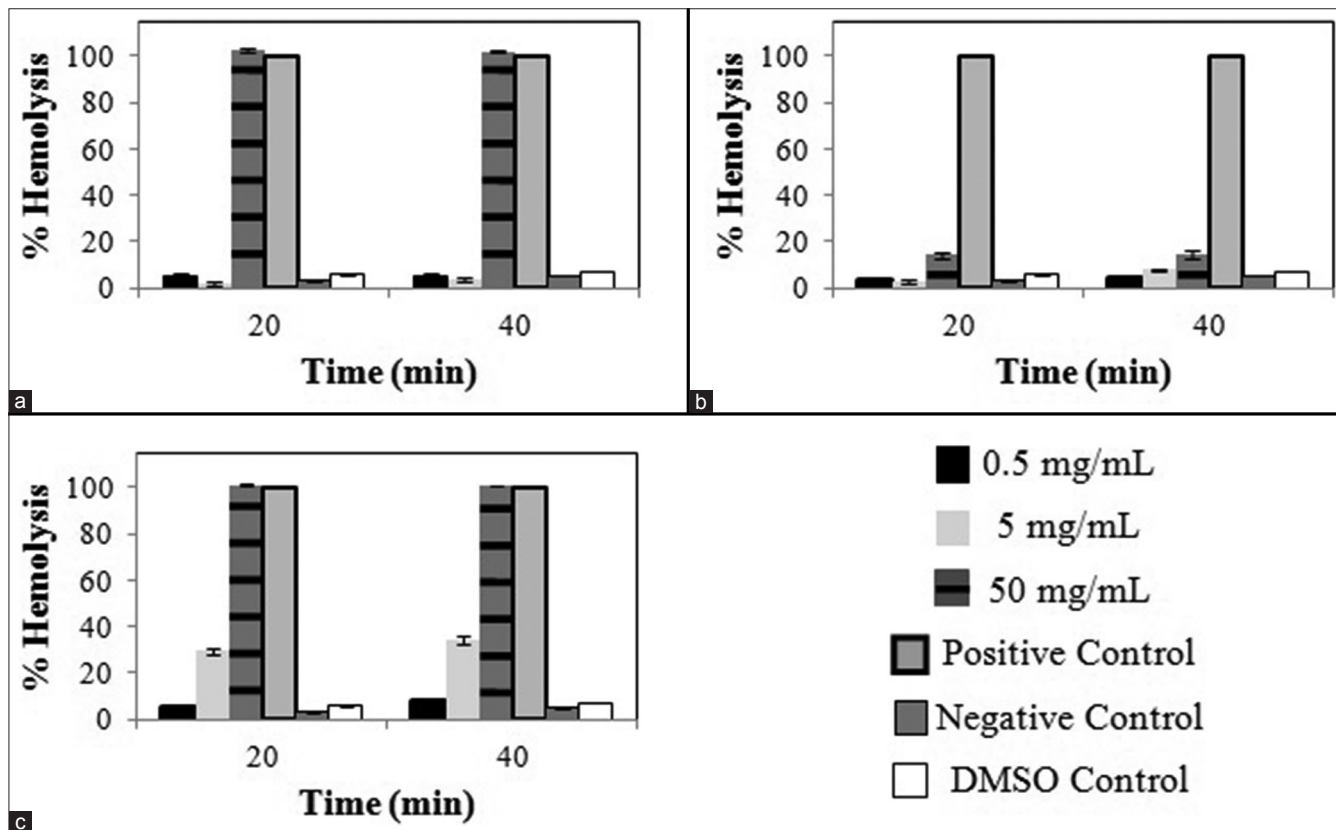 % Hemolysis
100
80
60
40
20
0
20 40
Time (min)
a
% Hemolysis
100
80
60
40
20
0
20 40
Time (min)
b
% Hemolysis
100
80
60
40
20
0
20 40
Time (min)
c
0.5 mg/mL
5 mg/mL
50 mg/mL
Positive Control
Negative Control
DMSO Control